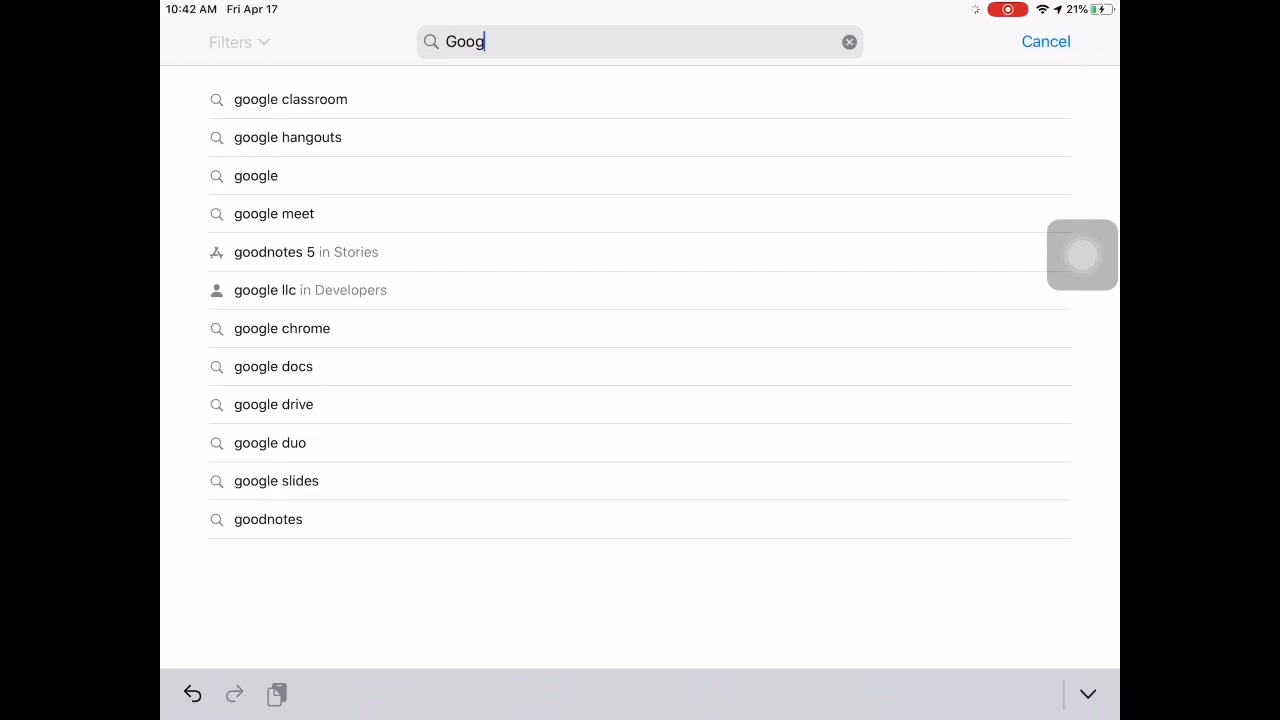 10:42 AM Fri Apr 17
21%
Filters
Goog
Cancel
google classroom
google hangouts
google
google meet
goodnotes 5 in Stories
google llc in Developers
google chrome
google docs
google drive
google duo
google slides
goodnotes